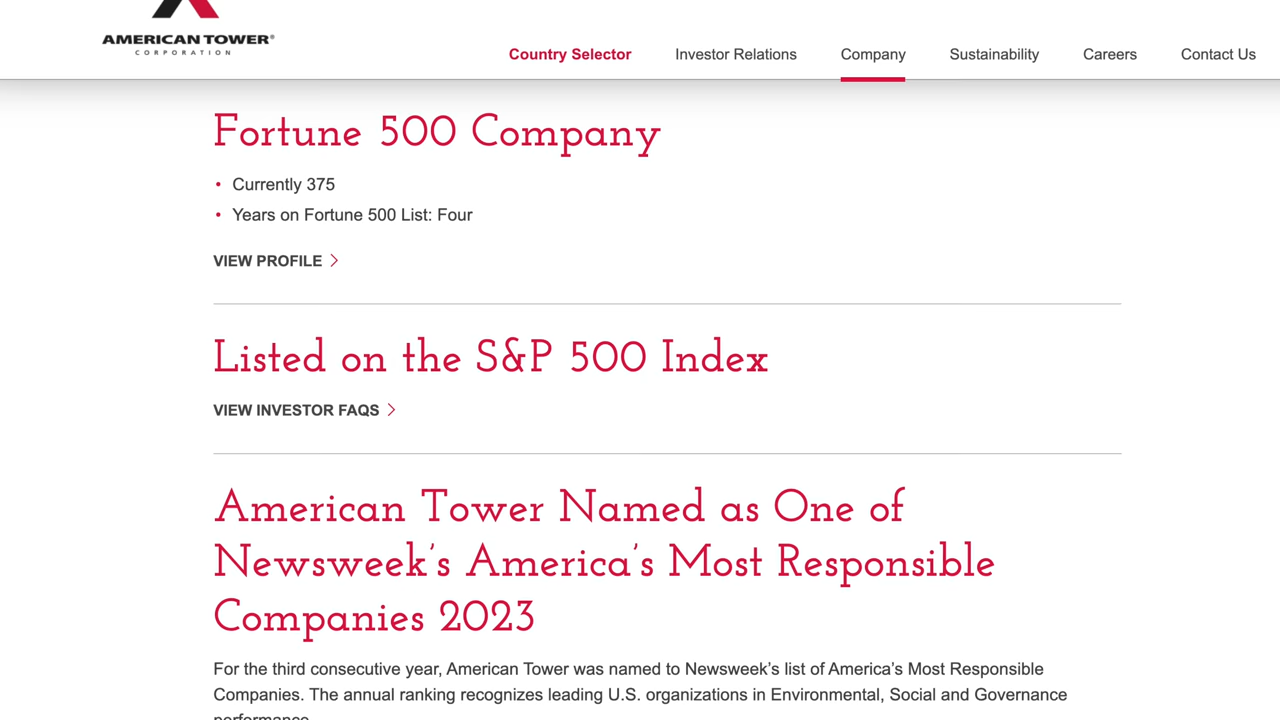 AMERICAN TOWER®
CORPORATION
Country Selector Investor Relations Company Sustainability Careers Contact Us
Fortune 500 Company
• Currently 375
• Years on Fortune 500 List: Four
VIEW PROFILE
Listed on the S&P 500 Index
VIEW INVESTOR FAQS
American Tower Named as One of
Newsweek’s America’s Most Responsible
Companies 2023
For the third consecutive year, American Tower was named to Newsweek’s list of America’s Most Responsible
Companies. The annual ranking recognizes leading U.S. organizations in Environmental, Social and Governance
performance.